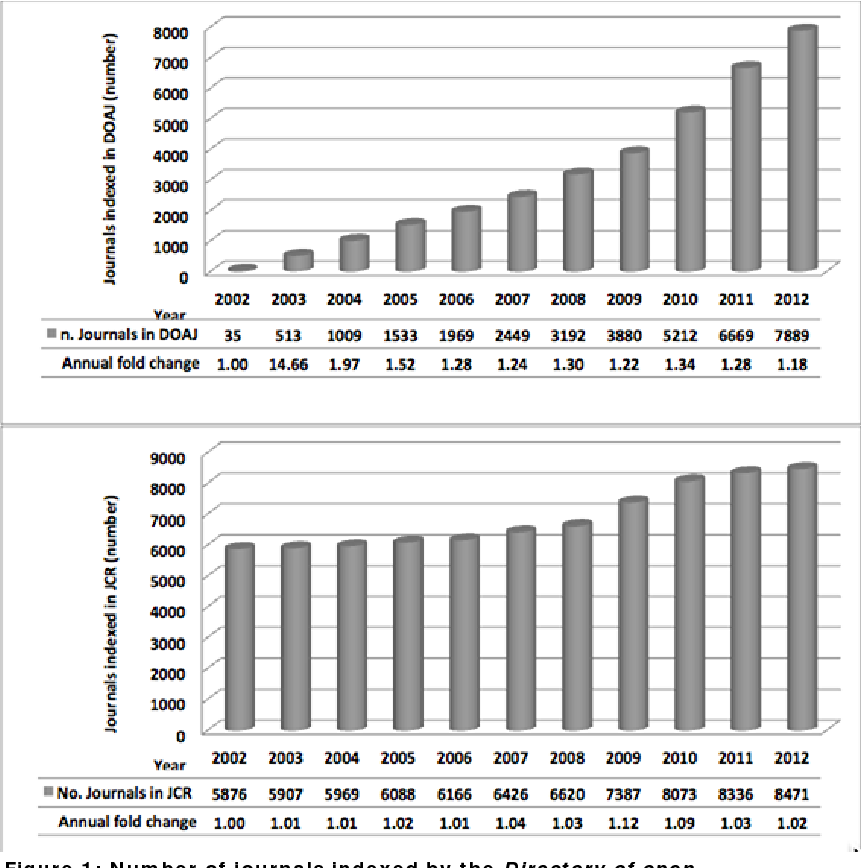 Journals indexed in DOAJ (number)
8000
7000
6000
5000
4000
3000
2000
1000
0
2002 2003 2004 2005 2006 2007 2008 2009 2010 2011 2012
Year
n. Journals in DOAJ 35 513 1009 1533 1969 2449 3192 3880 5212 6669 7889
Annual fold change 1.00 14.66 1.97 1.52 1.28 1.24 1.30 1.22 1.34 1.28 1.18
Journals indexed in JCR (number)
9000
8000
7000
6000
5000
4000
3000
2000
1000
0
2002 2003 2004 2005 2006 2007 2008 2009 2010 2011 2012
Year
No. Journals in JCR 5876 5907 5969 6088 6166 6426 6620 7387 8073 8336 8471
Annual fold change 1.00 1.01 1.01 1.02 1.01 1.04 1.03 1.12 1.09 1.03 1.02
Figure 1: Number of journals indexed by the Directory of open